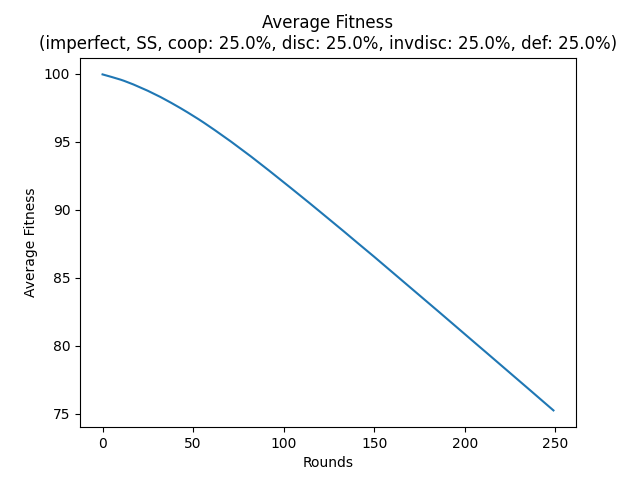 Average Fitness
(imperfect, SS, coop: 25.0%, disc: 25.0%, invdisc: 25.0%, def: 25.0%)
100
95
90
85
80
75
Average Fitness
0 50 100 150 200 250
Rounds